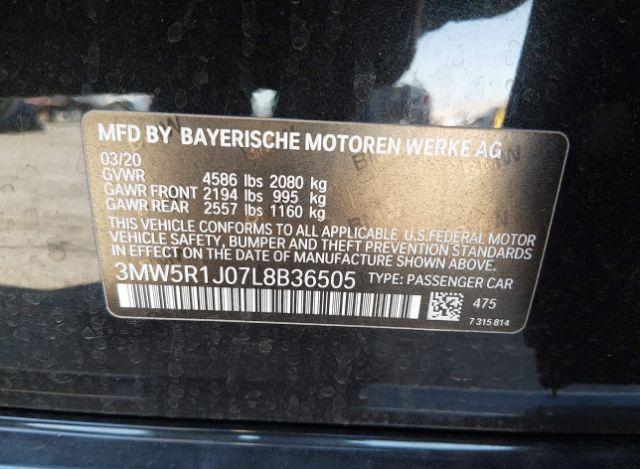 MFD BY BAYERISCHE MOTOREN WERKE AG
03/20
GVWR 4586 lbs 2080 kg
GAWR FRONT 2194 lbs 995 kg
GAWR REAR 2557 lbs 1160 kg
THIS VEHICLE CONFORMS TO ALL APPLICABLE U.S.FEDERAL MOTOR
VEHICLE SAFETY, BUMPER AND THEFT PREVENTION STANDARDS
IN EFFECT ON THE DATE OF MANUFACTURE SHOWN ABOVE.
3MW5R1J07L8B36505 TYPE: PASSENGER CAR
475
7 315 814